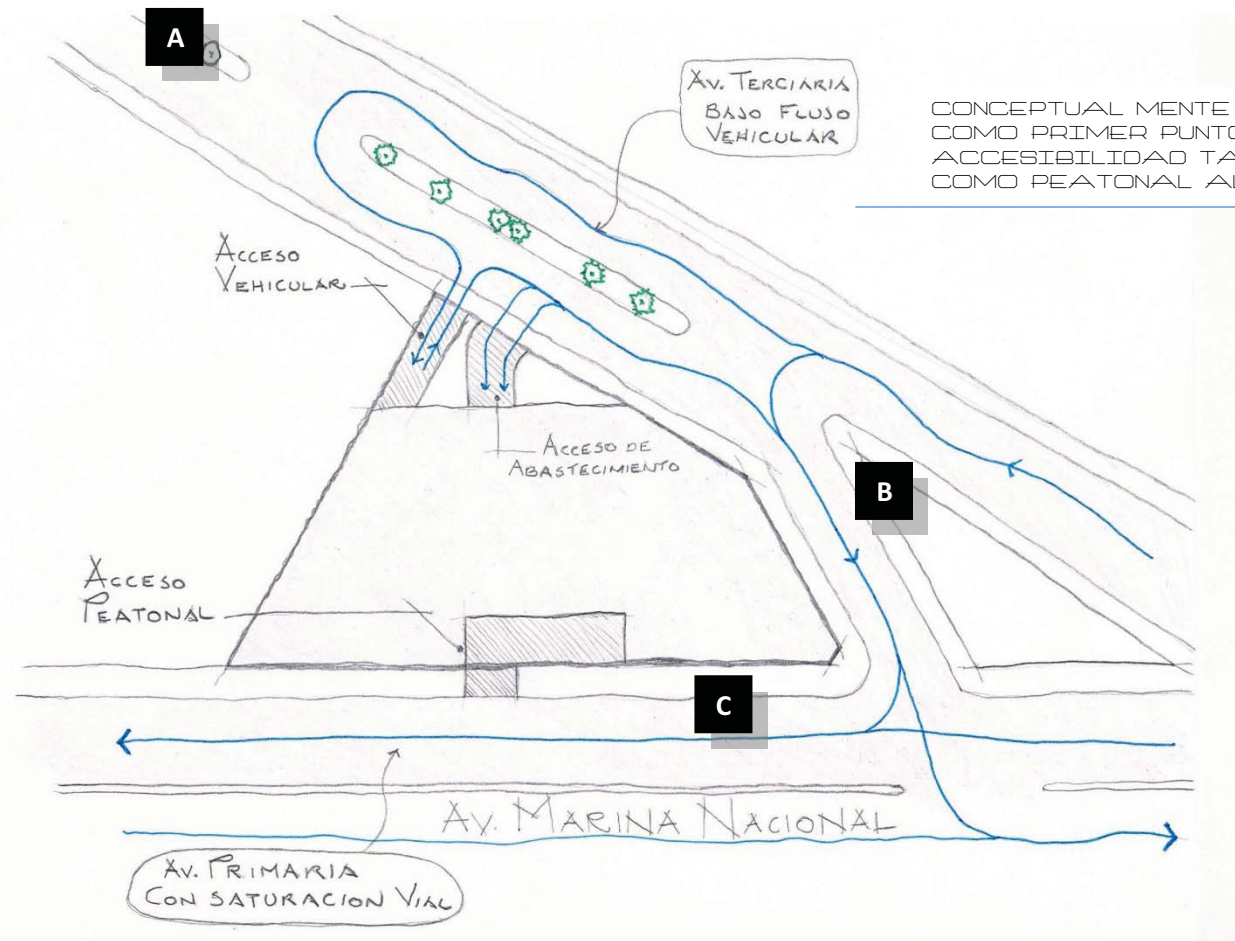 A
Av. TERCIARIA
BAJO FLUJO
VEHICULAR
CONCEPTUAL MENTE
COMO PRIMER PUNTO
ACCESIBILIDAD TA
COMO PEATONAL AL
ACCESO
VEHICULAR
ACCESO DE
ABASTECIMIENTO
B
ACCESO
PEATONAL
C
AV. MARINA NACIONAL
AV. PRIMARIA
CON SATURACION VIAL